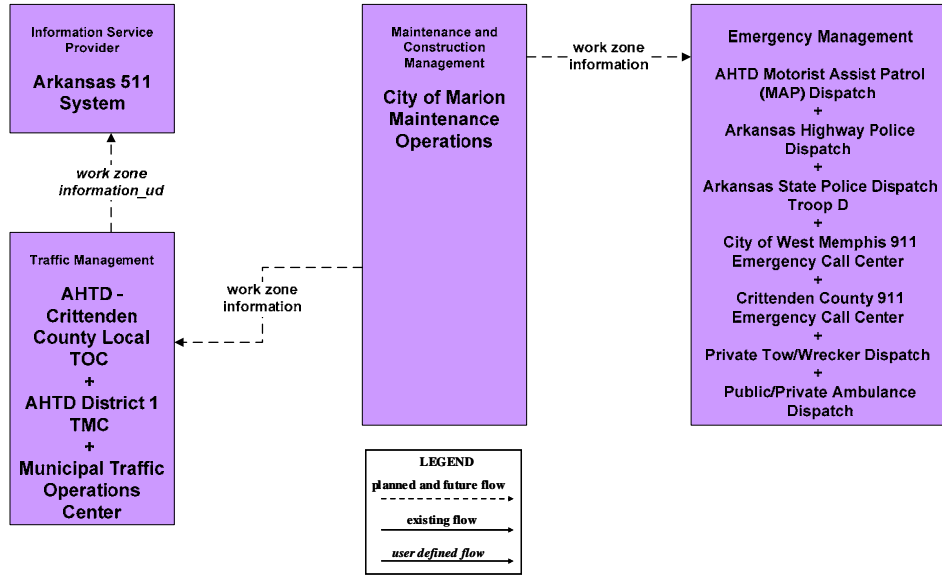 Information Service
Provider
Arkansas 511
System
work zone
information_ud
Traffic Management
AHTD -
Crittenden
County Local
TOC
+
AHTD District 1
TMC
+
Municipal Traffic
Operations
Center
work zone
information
Maintenance and
Construction
Management
City of Marion
Maintenance
Operations
work zone
information
Emergency Management
AHTD Motorist Assist Patrol
(MAP) Dispatch
+
Arkansas Highway Police
Dispatch
+
Arkansas State Police Dispatch
Troop D
+
City of West Memphis 911
Emergency Call Center
+
Crittenden County 911
Emergency Call Center
+
Private Tow/Wrecker Dispatch
+
Public/Private Ambulance
Dispatch
LEGEND
planned and future flow
existing flow
user defined flow